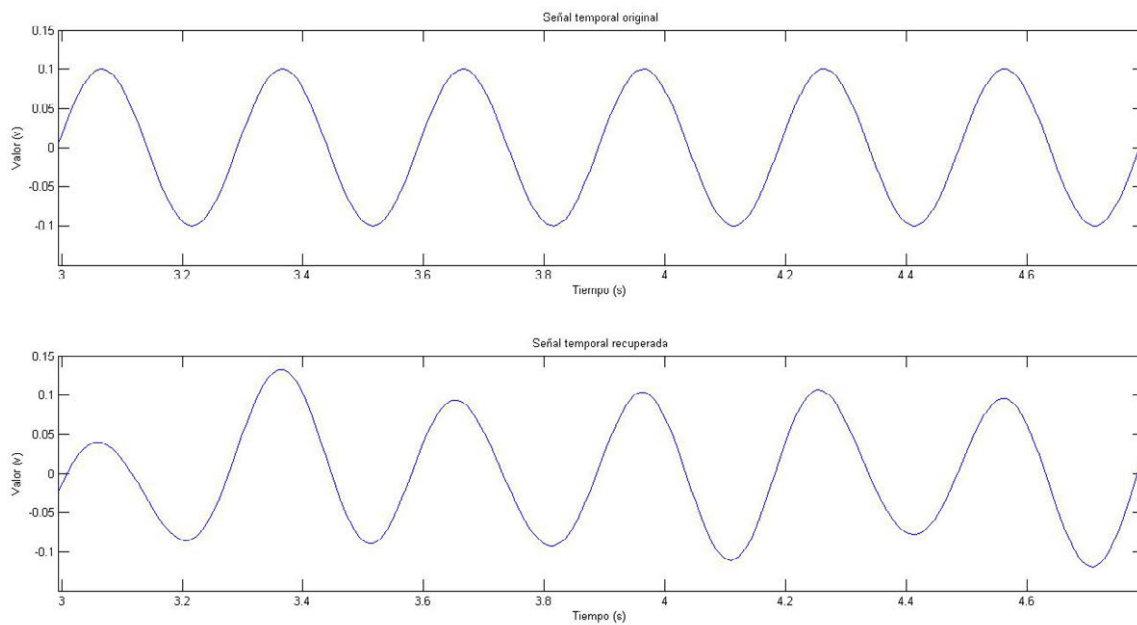 Señal temporal original
0.15
0.1
0.05
0
-0.05
-0.1
Valor (v)
3 3.2 3.4 3.6 3.8 4 4.2 4.4 4.6
Tiempo (s)
Señal temporal recuperada
0.15
0.1
0.05
0
-0.05
-0.1
Valor (v)
3 3.2 3.4 3.6 3.8 4 4.2 4.4 4.6
Tiempo (s)